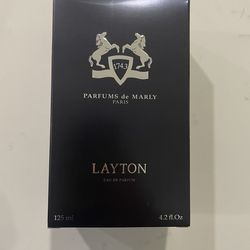 1743
PARFUMS de MARLY
PARIS
LAYTON
EAU DE PARFUM
125 ml 4.2 fl.Oz